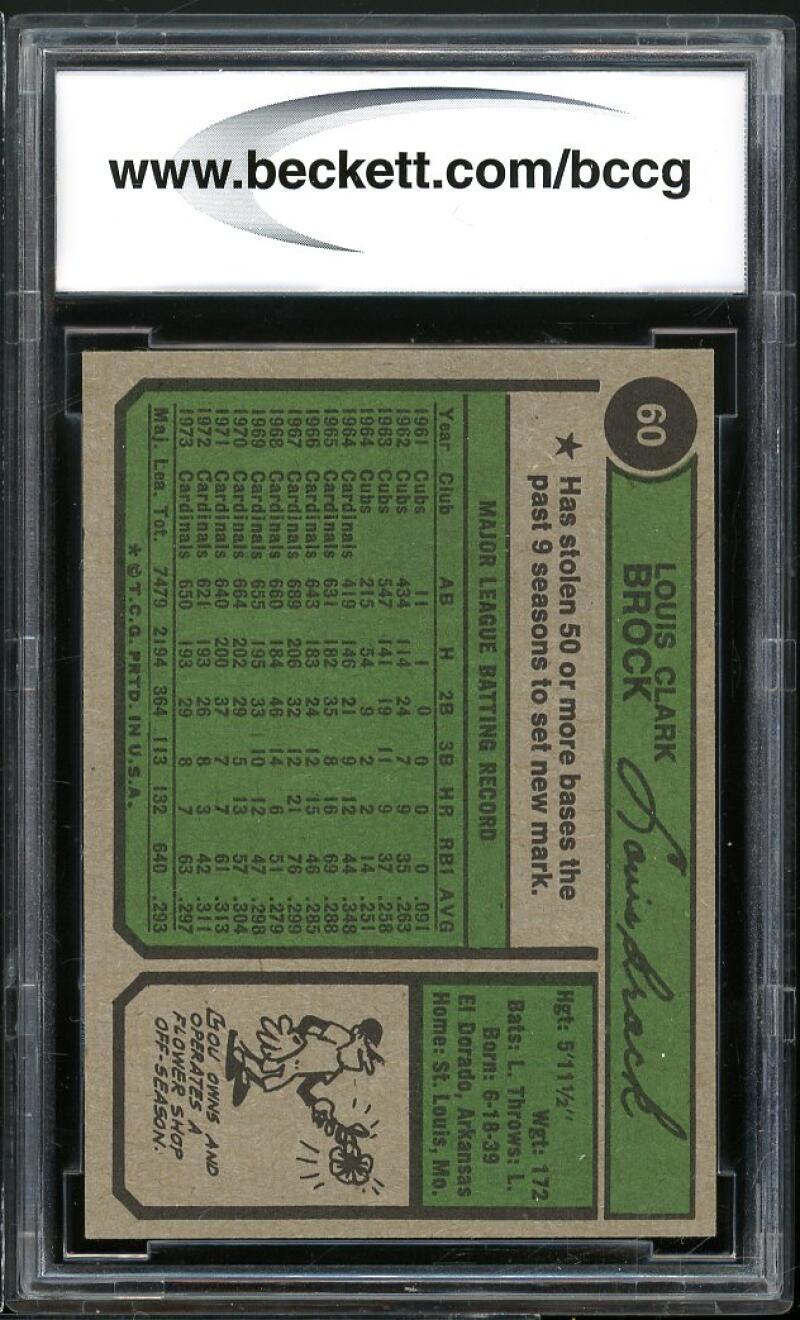 www.beckett.com/bccg
60
LOUIS CLARK
BROCK
Louis Brock
★ Has stolen 50 or more bases the
past 9 seasons to set new mark.
MAJOR LEAGUE BATTING RECORD
Year Club AB H 2B 3B HR RBI AVG
1961 Cubs 11 1 0 0 0 0 .091
1962 Cubs 434 114 24 7 9 35 .263
1963 Cubs 547 141 19 11 9 37 .258
1964 Cubs 215 54 9 2 2 14 .251
1964 Cardinals 419 146 21 9 12 44 .348
1965 Cardinals 631 182 35 8 16 69 .288
1966 Cardinals 643 183 24 12 15 46 .285
1967 Cardinals 689 206 32 12 21 76 .299
1968 Cardinals 660 184 46 14 6 51 .279
1969 Cardinals 655 195 33 10 12 47 .298
1970 Cardinals 664 202 29 5 13 57 .304
1971 Cardinals 640 200 37 7 7 61 .313
1972 Cardinals 621 193 26 8 3 42 .311
1973 Cardinals 650 193 29 8 7 63 .297
Maj. Lea. Tot. 7479 2194 364 113 132 640 .293
* © T.C.G. PRTD. IN U.S.A.
Hgt: 5'11½" Wgt: 172
Bats: L. Throws: L.
Born: 6-18-39
El Dorado, Arkansas
Home: St. Louis, Mo.
LOU OWNS AND
OPERATES A
FLOWER SHOP
OFF-SEASON.